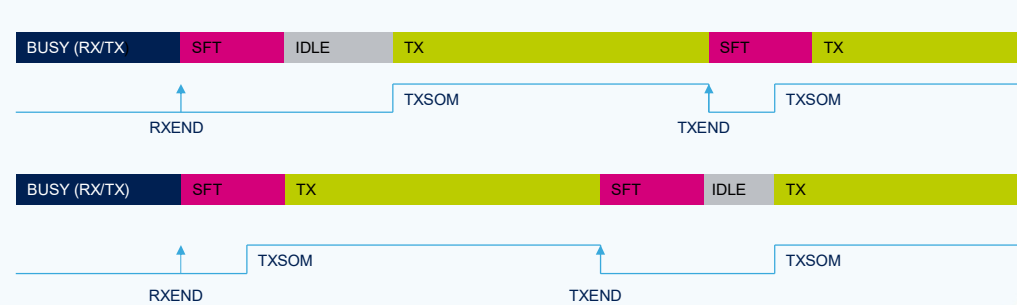 BUSY (RX/TX) SFT IDLE TX SFT TX
TXSOM TXSOM
RXEND TXEND
BUSY (RX/TX) SFT TX SFT IDLE TX
TXSOM TXSOM
RXEND TXEND